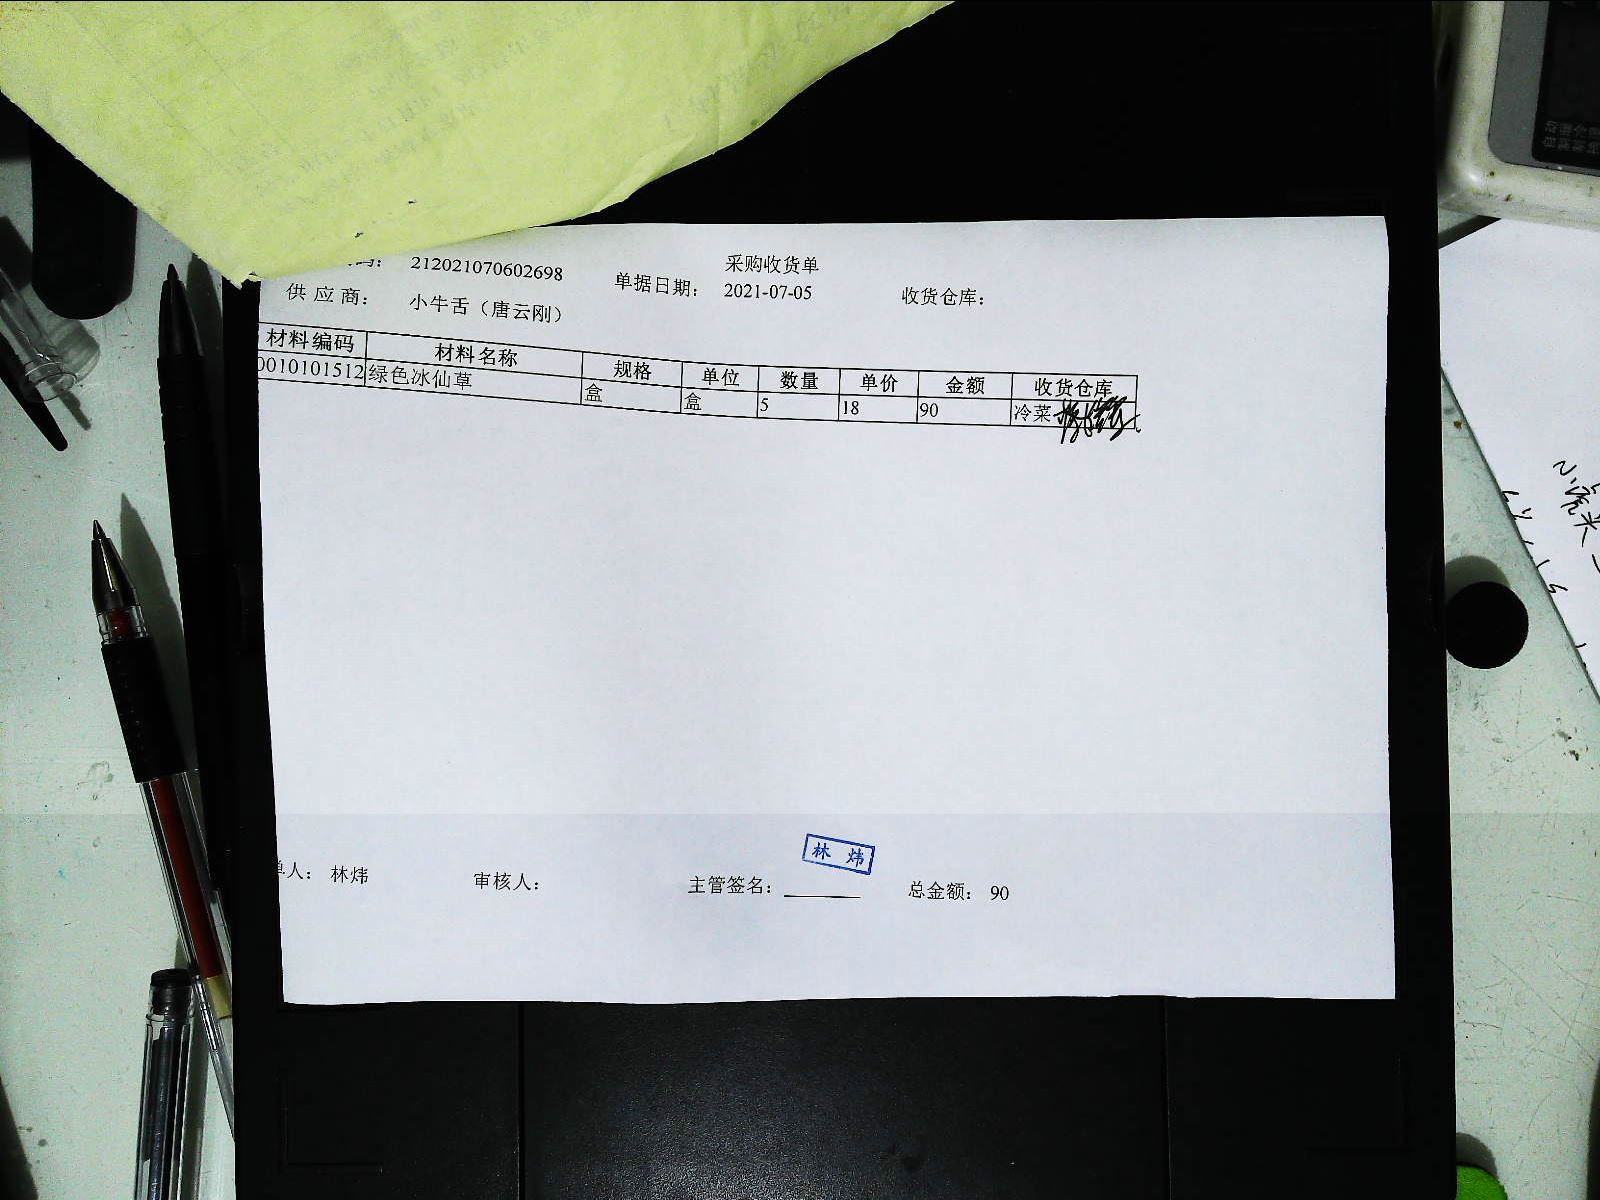 采购收货单
码： 212021070602698 单据日期： 2021-07-05 收货仓库：
供应商： 小牛舌（唐云刚）
材料编码 材料名称 规格 单位 数量 单价 金额 收货仓库
0010101512 绿色冰仙草 盒 盒 5 18 90 冷菜
林 炜
单人： 林炜 审核人： 主管签名： 总金额： 90